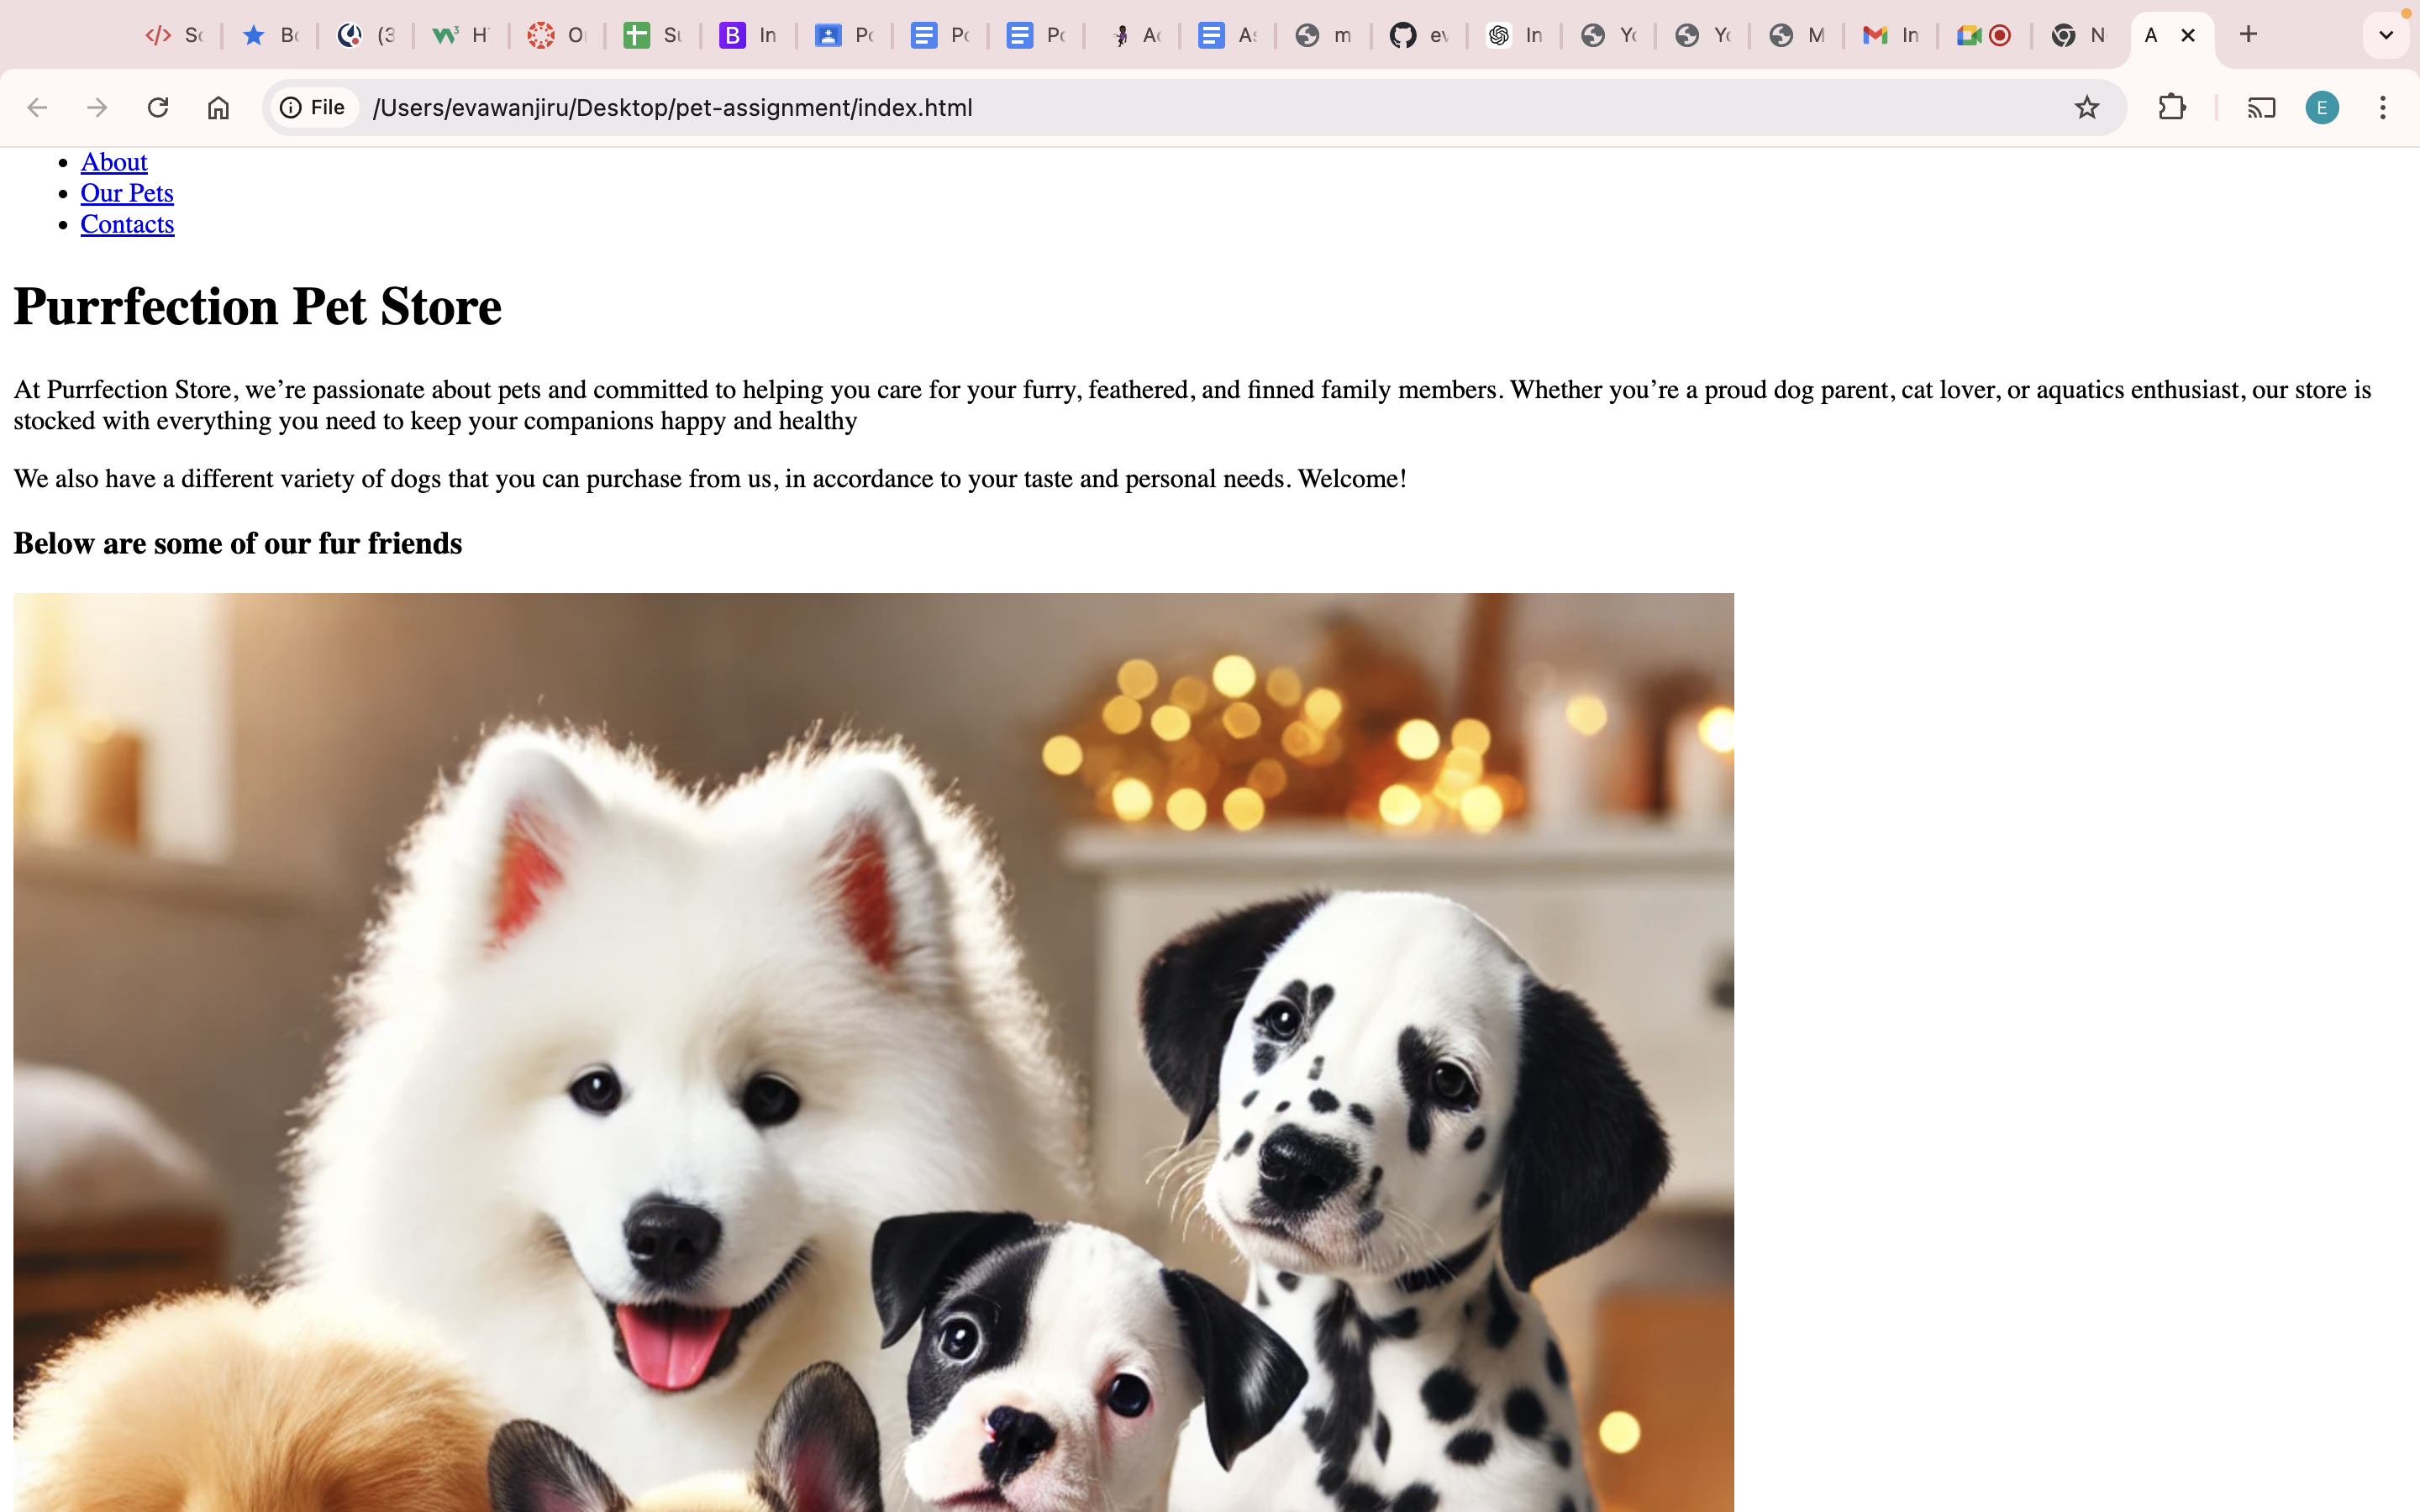 </> Sc
Bc
(3
w3 H
O
Su
B In
Pc
Pc
Pc
Ac
As
m
ev
In
Yc
Yc
M
In
N
A
File /Users/evawanjiru/Desktop/pet-assignment/index.html
E
• About
• Our Pets
• Contacts
Purrfection Pet Store
At Purrfection Store, we’re passionate about pets and committed to helping you care for your furry, feathered, and finned family members. Whether you’re a proud dog parent, cat lover, or aquatics enthusiast, our store is
stocked with everything you need to keep your companions happy and healthy
We also have a different variety of dogs that you can purchase from us, in accordance to your taste and personal needs. Welcome!
Below are some of our fur friends